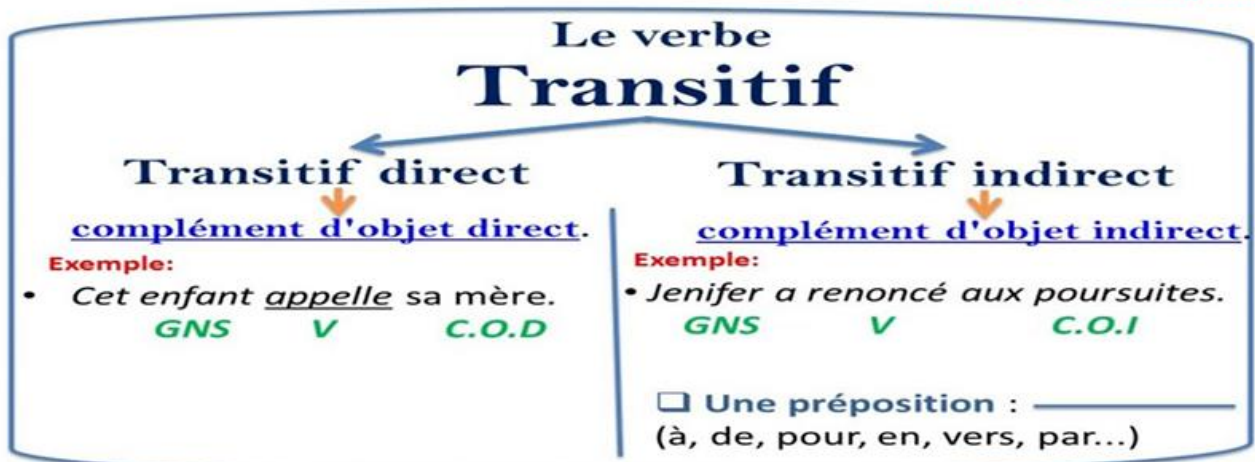 Le verbe
Transitif
Transitif direct
complément d'objet direct.
Exemple:
• Cet enfant appelle sa mère.
GNS V C.O.D
Transitif indirect
complément d'objet indirect.
Exemple:
• Jenifer a renoncé aux poursuites.
GNS V C.O.I
❑ Une préposition :
(à, de, pour, en, vers, par...)